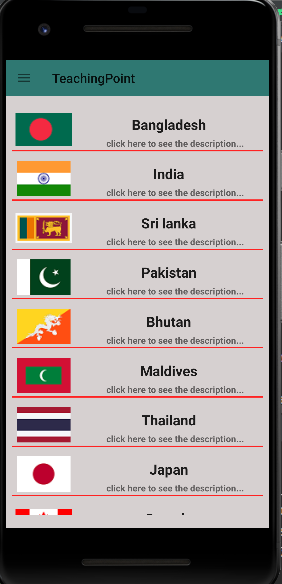 TeachingPoint
Bangladesh
click here to see the description...
India
click here to see the description...
Sri lanka
click here to see the description...
Pakistan
click here to see the description...
Bhutan
click here to see the description...
Maldives
click here to see the description...
Thailand
click here to see the description...
Japan
click here to see the description...